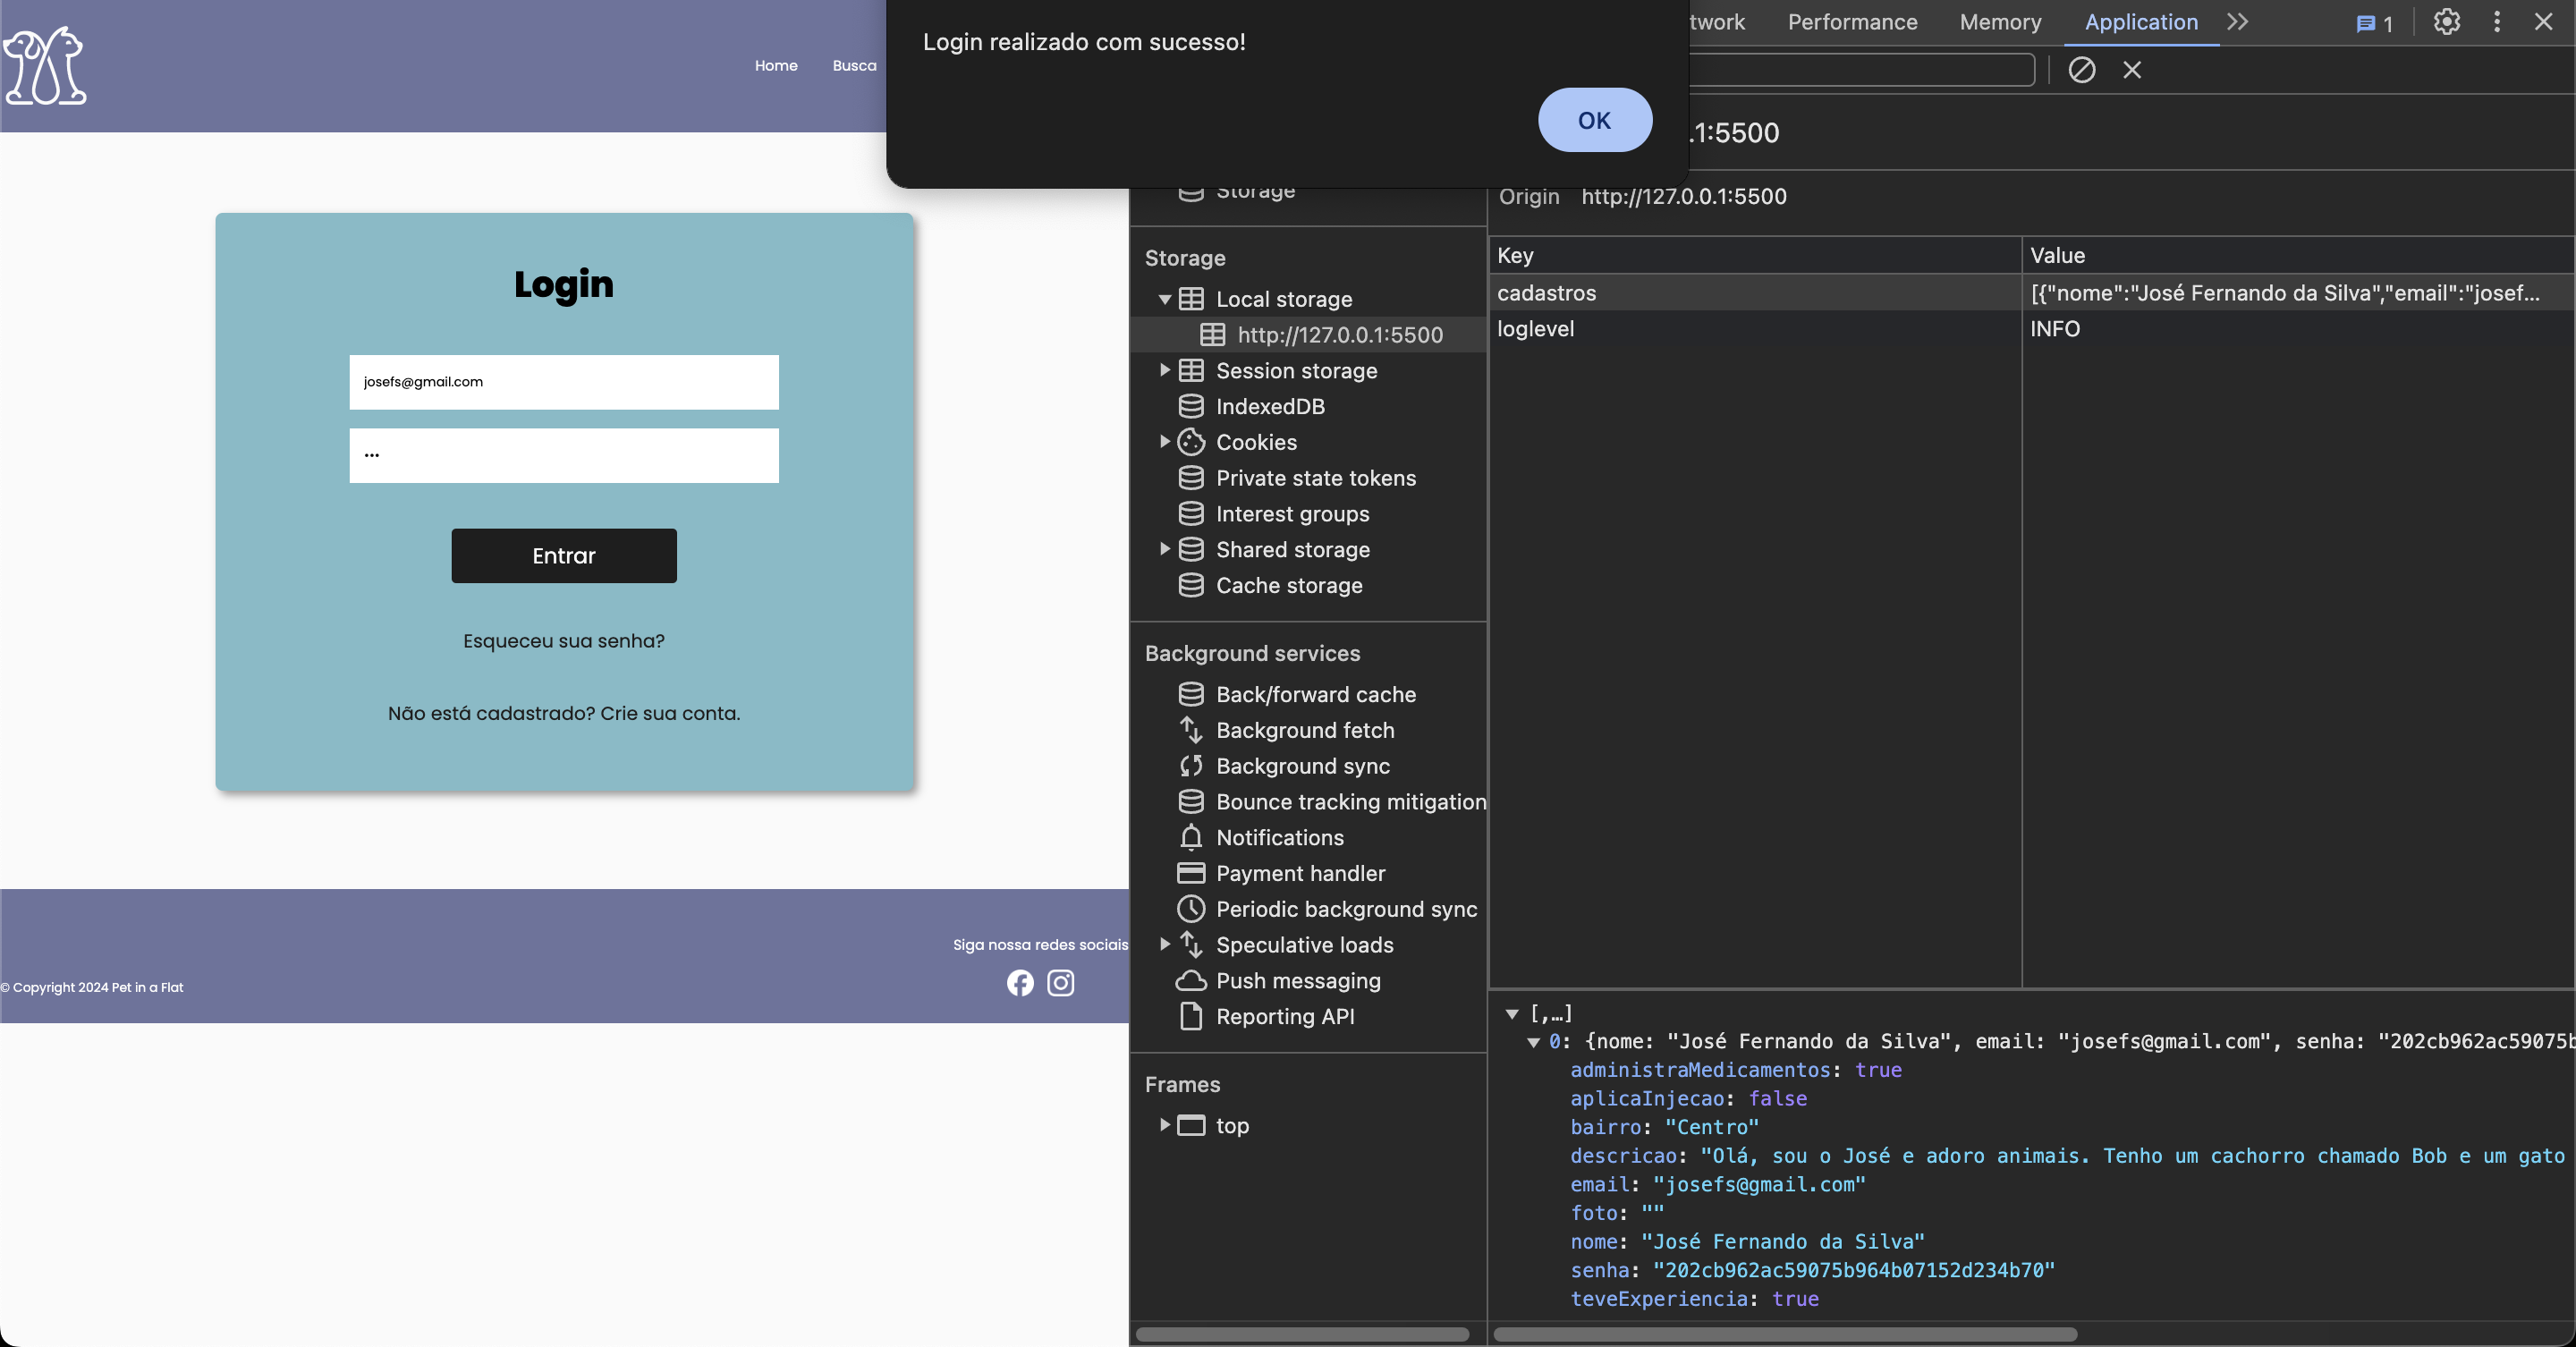 Home
Busca
Login realizado com sucesso!
OK
twork
Performance
Memory
Application
1
.1:5500
Storage
Origin http://127.0.0.1:5500
Login
josefs@gmail.com
•••
Entrar
Esqueceu sua senha?
Não está cadastrado? Crie sua conta.
Siga nossa redes sociais
© Copyright 2024 Pet in a Flat
Storage
Local storage
http://127.0.0.1:5500
Session storage
IndexedDB
Cookies
Private state tokens
Interest groups
Shared storage
Cache storage
Background services
Back/forward cache
Background fetch
Background sync
Bounce tracking mitigation
Notifications
Payment handler
Periodic background sync
Speculative loads
Push messaging
Reporting API
Frames
top
Key Value
cadastros [{"nome":"José Fernando da Silva","email":"josef...
loglevel INFO
[,…]
0: {nome: "José Fernando da Silva", email: "josefs@gmail.com", senha: "202cb962ac59075b
administraMedicamentos: true
aplicaInjecao: false
bairro: "Centro"
descricao: "Olá, sou o José e adoro animais. Tenho um cachorro chamado Bob e um gato
email: "josefs@gmail.com"
foto: ""
nome: "José Fernando da Silva"
senha: "202cb962ac59075b964b07152d234b70"
teveExperiencia: true